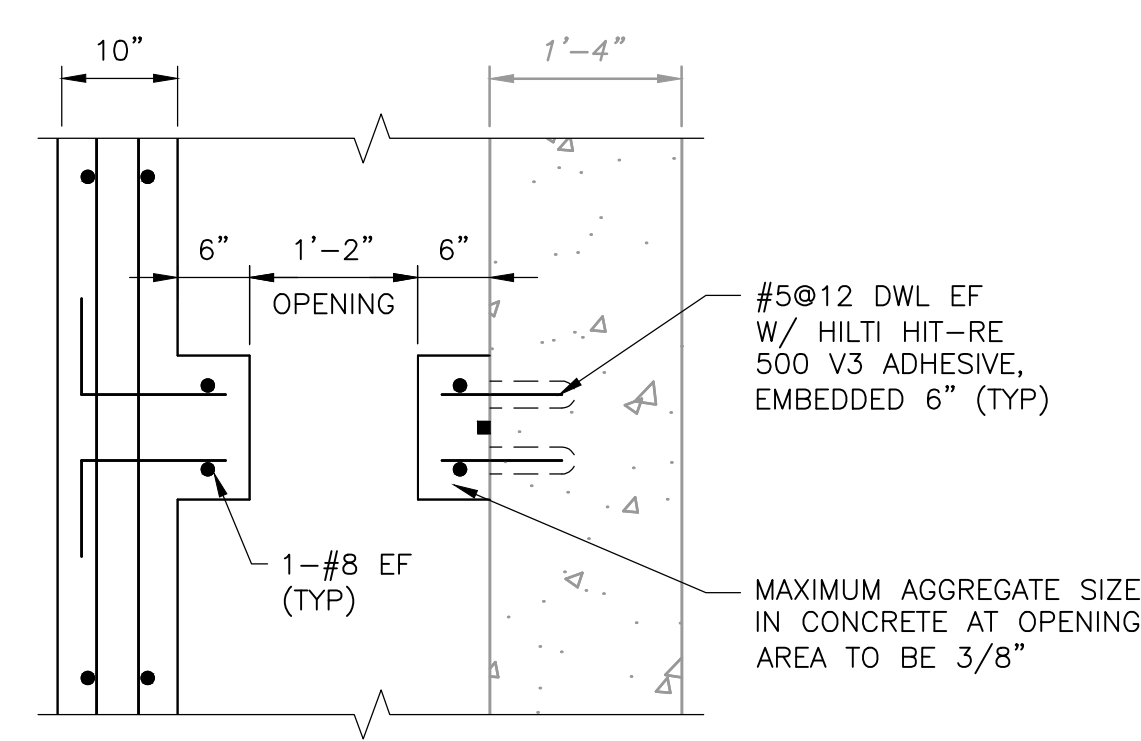 10”
1’-4”
6”
1’-2”
6”
OPENING
#5@12 DWL EF
W/ HILTI HIT-RE
500 V3 ADHESIVE,
EMBEDDED 6” (TYP)
1-#8 EF
(TYP)
MAXIMUM AGGREGATE SIZE
IN CONCRETE AT OPENING
AREA TO BE 3/8”